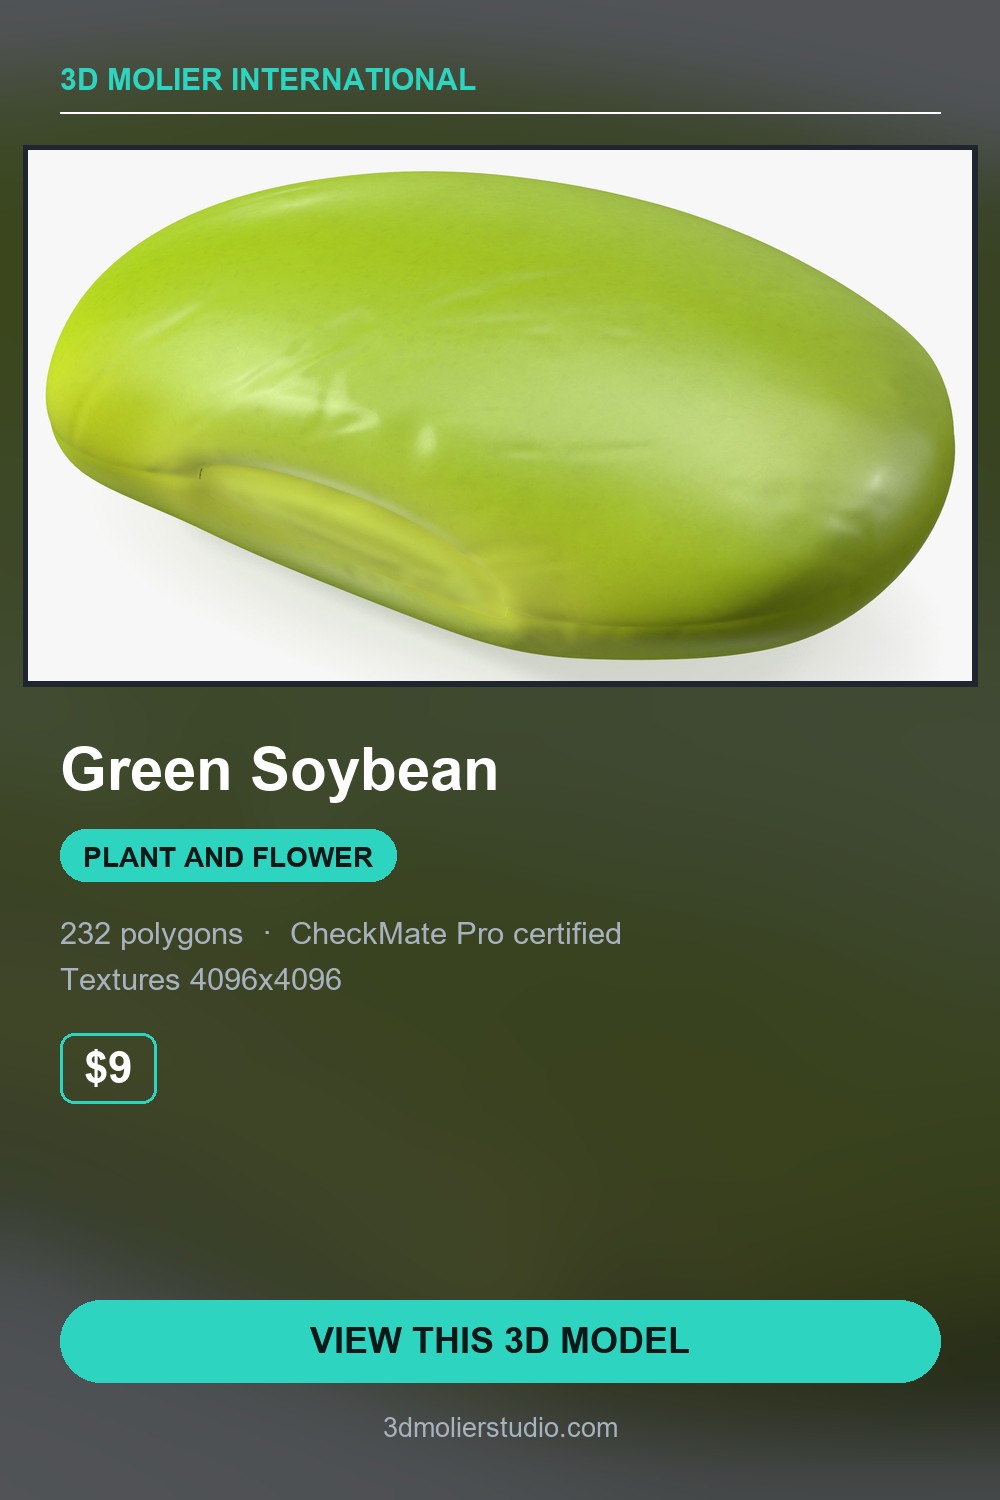 3D MOLIER INTERNATIONAL
Green Soybean
PLANT AND FLOWER
232 polygons · CheckMate Pro certified
Textures 4096x4096
$9
VIEW THIS 3D MODEL
3dmolierstudio.com